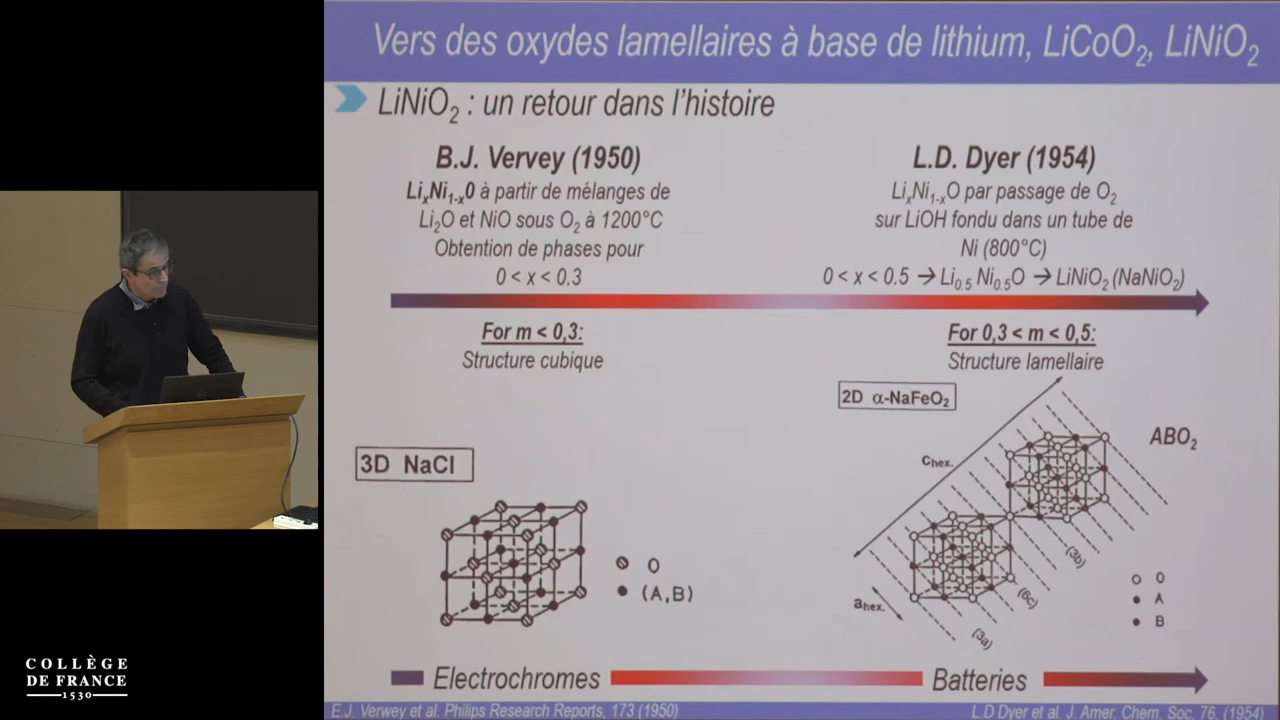 Vers des oxydes lamellaires à base de lithium, LiCoO2, LiNiO2
LiNiO2 : un retour dans l'histoire
B.J. Vervey (1950)
LixNi1-x0 à partir de mélanges de
Li2O et NiO sous O2 à 1200°C
Obtention de phases pour
0 < x < 0.3
L.D. Dyer (1954)
LixNi1-xO par passage de O2
sur LiOH fondu dans un tube de
Ni (800°C)
0 < x < 0.5 → Li0.5 Ni0.5O → LiNiO2 (NaNiO2)
For m < 0,3:
Structure cubique
For 0,3 < m < 0,5:
Structure lamellaire
3D NaCl
O
(A,B)
2D α-NaFeO2
ABO2
chex.
ahex.
(3b)
(6c)
(3a)
O
A
B
Electrochromes
Batteries
E.J. Verwey et al. Philips Research Reports, 173 (1950)
L.D Dyer et al. J. Amer. Chem. Soc. 76, (1954)
COLLÈGE
DE FRANCE
1530